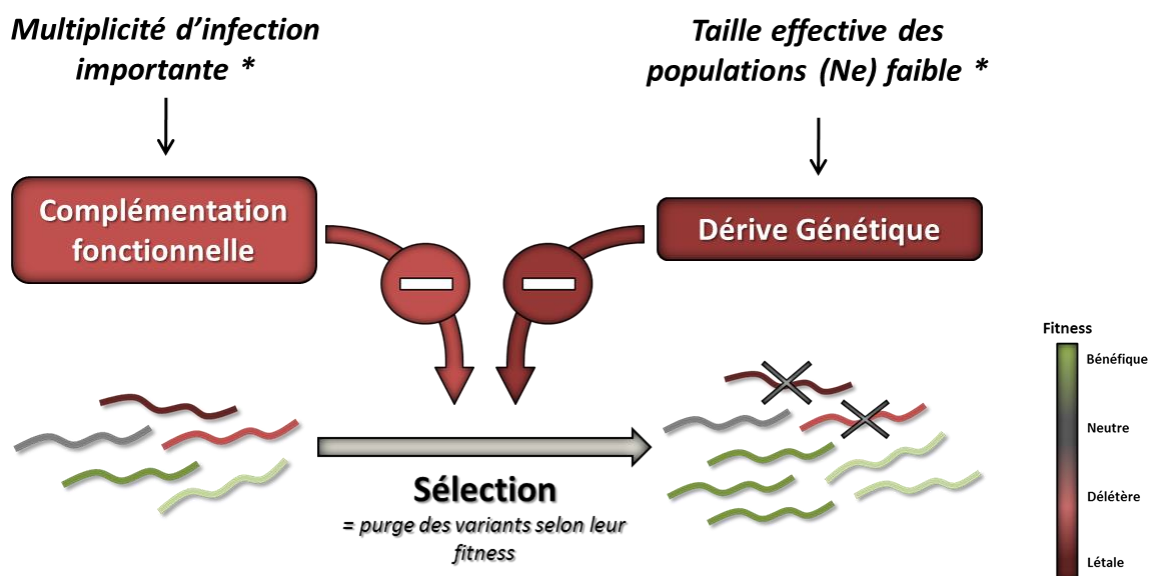 Multiplicité d’infection
importante *
Taille effective des
populations (Ne) faible *
Complémentation
fonctionnelle
Dérive Génétique
Sélection
= purge des variants selon leur
fitness
Fitness
Bénéfique
Neutre
Délétère
Létale